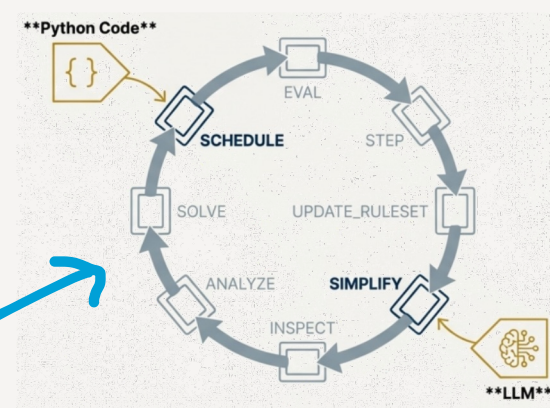 **Python Code**
{ }
EVAL
SCHEDULE
STEP
SOLVE
UPDATE_RULESET
ANALYZE
SIMPLIFY
INSPECT
**LLM**